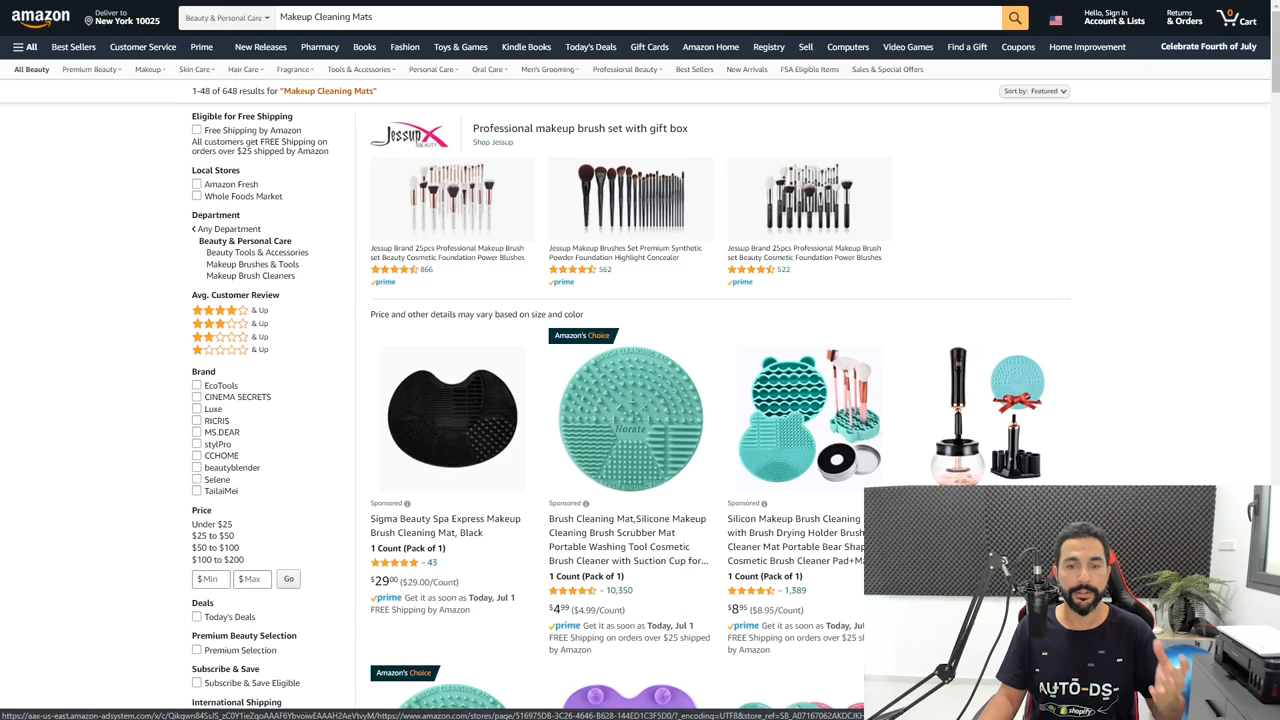 amazon
Deliver to
New York 10025
Beauty & Personal Care
Makeup Cleaning Mats
Hello, Sign in
Account & Lists
Returns
& Orders
0
Cart
All
Best Sellers
Customer Service
Prime
New Releases
Pharmacy
Books
Fashion
Toys & Games
Kindle Books
Today's Deals
Gift Cards
Amazon Home
Registry
Sell
Computers
Video Games
Find a Gift
Coupons
Home Improvement
Celebrate Fourth of July
All Beauty
Premium Beauty
Makeup
Skin Care
Hair Care
Fragrance
Tools & Accessories
Personal Care
Oral Care
Men's Grooming
Professional Beauty
Best Sellers
New Arrivals
FSA Eligible Items
Sales & Special Offers
1-48 of 648 results for "Makeup Cleaning Mats"
Sort by: Featured
Eligible for Free Shipping
Free Shipping by Amazon
All customers get FREE Shipping on
orders over $25 shipped by Amazon
Local Stores
Amazon Fresh
Whole Foods Market
Department
Any Department
Beauty & Personal Care
Beauty Tools & Accessories
Makeup Brushes & Tools
Makeup Brush Cleaners
Avg. Customer Review
& Up
& Up
& Up
& Up
Brand
EcoTools
CINEMA SECRETS
Luxe
RICRIS
MS.DEAR
stylPro
CCHOME
beautyblender
Selene
TailaiMei
Price
Under $25
$25 to $50
$50 to $100
$100 to $200
$ Min
$ Max
Go
Deals
Today's Deals
Premium Beauty Selection
Premium Selection
Subscribe & Save
Subscribe & Save Eligible
International Shipping
Jessup
BEAUTY
Professional makeup brush set with gift box
Shop Jessup
Jessup Brand 25pcs Professional Makeup Brush
set Beauty Cosmetic Foundation Power Blushes
866
prime
Jessup Makeup Brushes Set Premium Synthetic
Powder Foundation Highlight Concealer
562
prime
Jessup Brand 25pcs Professional Makeup Brush
set Beauty Cosmetic Foundation Power Blushes
522
prime
Price and other details may vary based on size and color
Amazon's Choice
Norate
Sponsored
Sigma Beauty Spa Express Makeup
Brush Cleaning Mat, Black
1 Count (Pack of 1)
43
$29.00 ($29.00/Count)
prime Get it as soon as Today, Jul 1
FREE Shipping by Amazon
Sponsored
Brush Cleaning Mat,Silicone Makeup
Cleaning Brush Scrubber Mat
Portable Washing Tool Cosmetic
Brush Cleaner with Suction Cup for...
1 Count (Pack of 1)
10,350
$4.99 ($4.99/Count)
prime Get it as soon as Today, Jul 1
FREE Shipping on orders over $25 shipped
by Amazon
Sponsored
Silicon Makeup Brush Cleaning
with Brush Drying Holder Brush
Cleaner Mat Portable Bear Shap
Cosmetic Brush Cleaner Pad+Ma
1 Count (Pack of 1)
1,389
$8.95 ($8.95/Count)
prime Get it as soon as Today, Jul
FREE Shipping on orders over $25 sh
by Amazon
Amazon's Choice
AUTO-DS
shopify